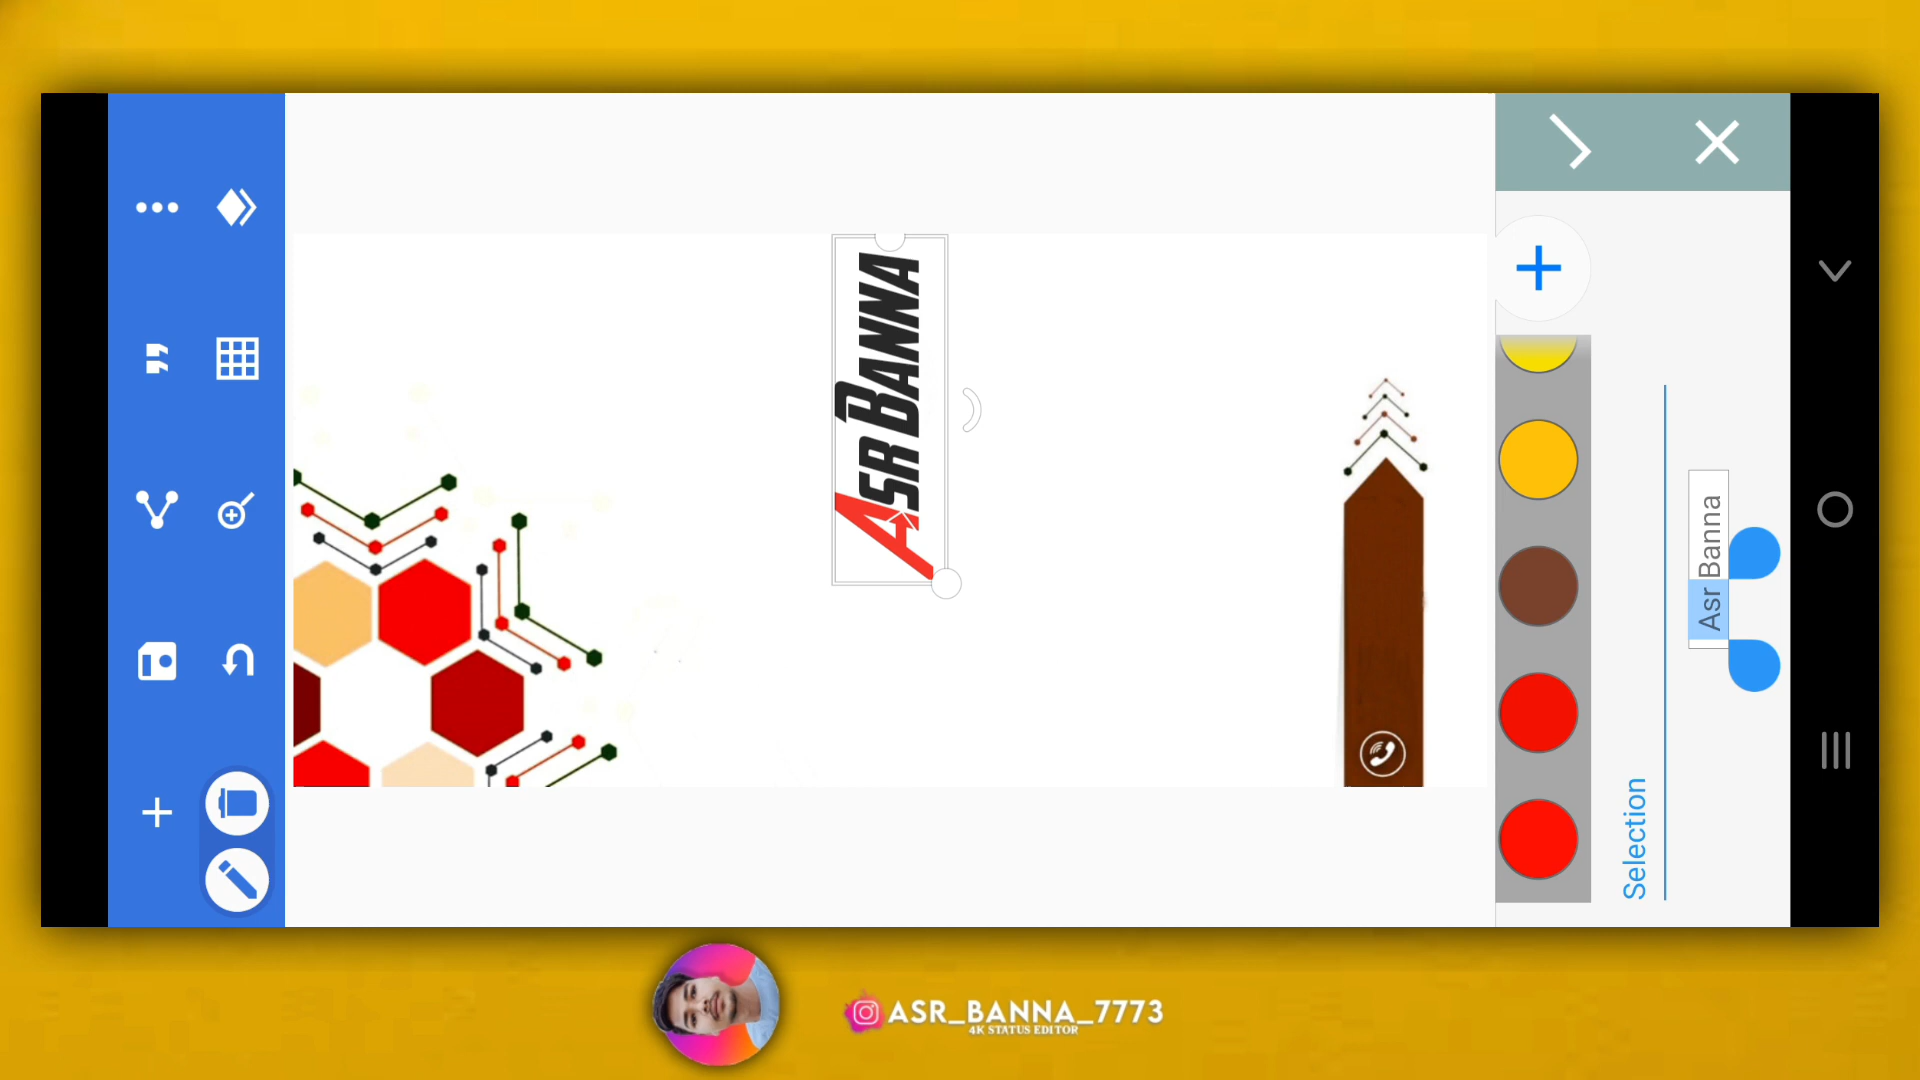 ASR BANNA
Selection
Asr Banna
ASR_BANNA_7773
4K STATUS EDITOR